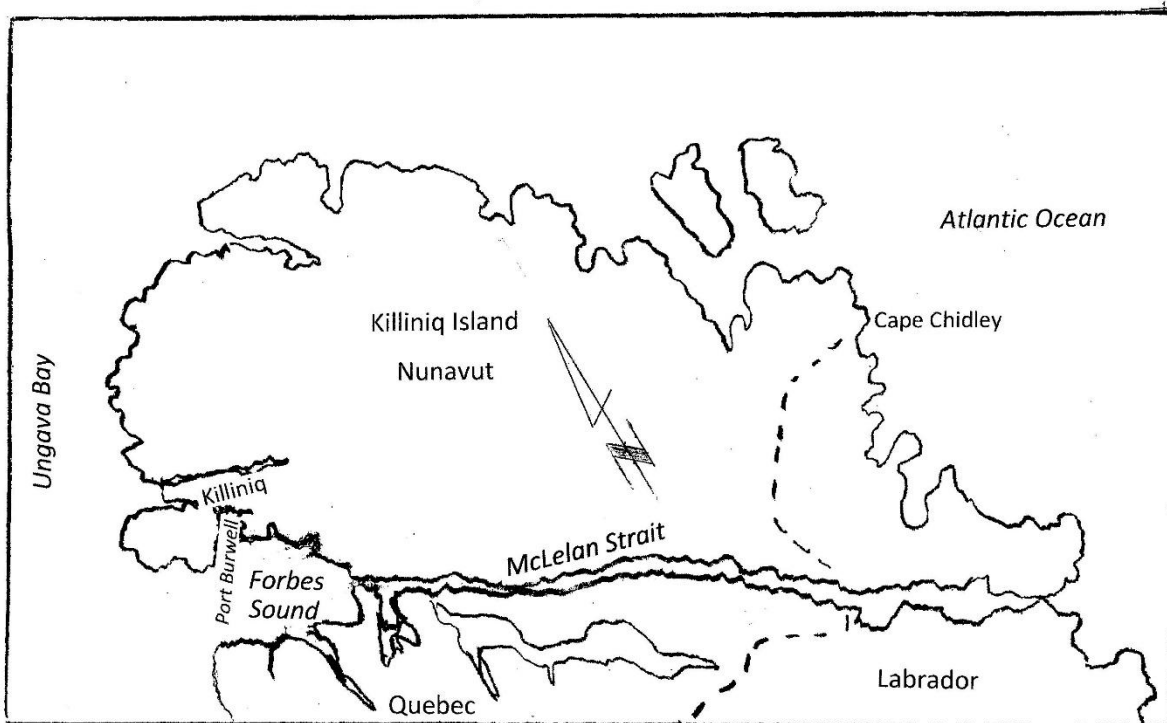 Atlantic Ocean
Cape Chidley
Killiniq Island
Nunavut
Ungava Bay
Killiniq
Port Burwell
Forbes
Sound
McLelan Strait
Quebec
Labrador